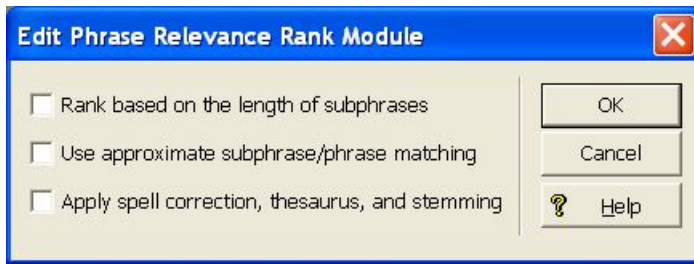 Edit Phrase Relevance Rank Module
Rank based on the length of subphrases
Use approximate subphrase/phrase matching
Apply spell correction, thesaurus, and stemming
OK
Cancel
? Help